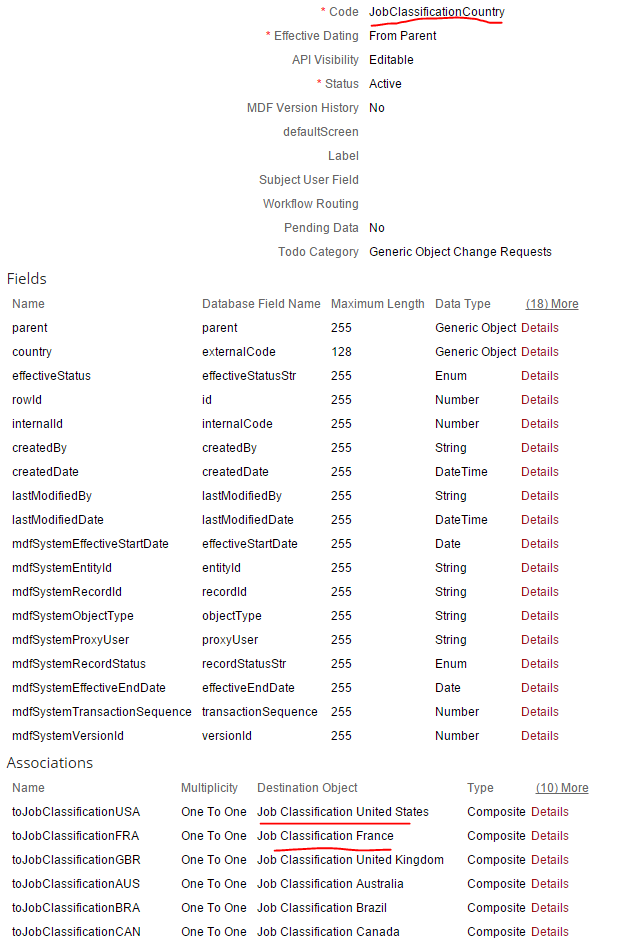 * Code JobClassificationCountry
* Effective Dating From Parent
API Visibility Editable
* Status Active
MDF Version History No
defaultScreen
Label
Subject User Field
Workflow Routing
Pending Data No
Todo Category Generic Object Change Requests
Fields
Name Database Field Name Maximum Length Data Type (18) More
parent parent 255 Generic Object Details
country externalCode 128 Generic Object Details
effectiveStatus effectiveStatusStr 255 Enum Details
rowId id 255 Number Details
internalId internalCode 255 Number Details
createdBy createdBy 255 String Details
createdDate createdDate 255 DateTime Details
lastModifiedBy lastModifiedBy 255 String Details
lastModifiedDate lastModifiedDate 255 DateTime Details
mdfSystemEffectiveStartDate effectiveStartDate 255 Date Details
mdfSystemEntityId entityId 255 String Details
mdfSystemRecordId recordId 255 String Details
mdfSystemObjectType objectType 255 String Details
mdfSystemProxyUser proxyUser 255 String Details
mdfSystemRecordStatus recordStatusStr 255 Enum Details
mdfSystemEffectiveEndDate effectiveEndDate 255 Date Details
mdfSystemTransactionSequence transactionSequence 255 Number Details
mdfSystemVersionId versionId 255 Number Details
Associations
Name Multiplicity Destination Object Type (10) More
toJobClassificationUSA One To One Job Classification United States Composite Details
toJobClassificationFRA One To One Job Classification France Composite Details
toJobClassificationGBR One To One Job Classification United Kingdom Composite Details
toJobClassificationAUS One To One Job Classification Australia Composite Details
toJobClassificationBRA One To One Job Classification Brazil Composite Details
toJobClassificationCAN One To One Job Classification Canada Composite Details